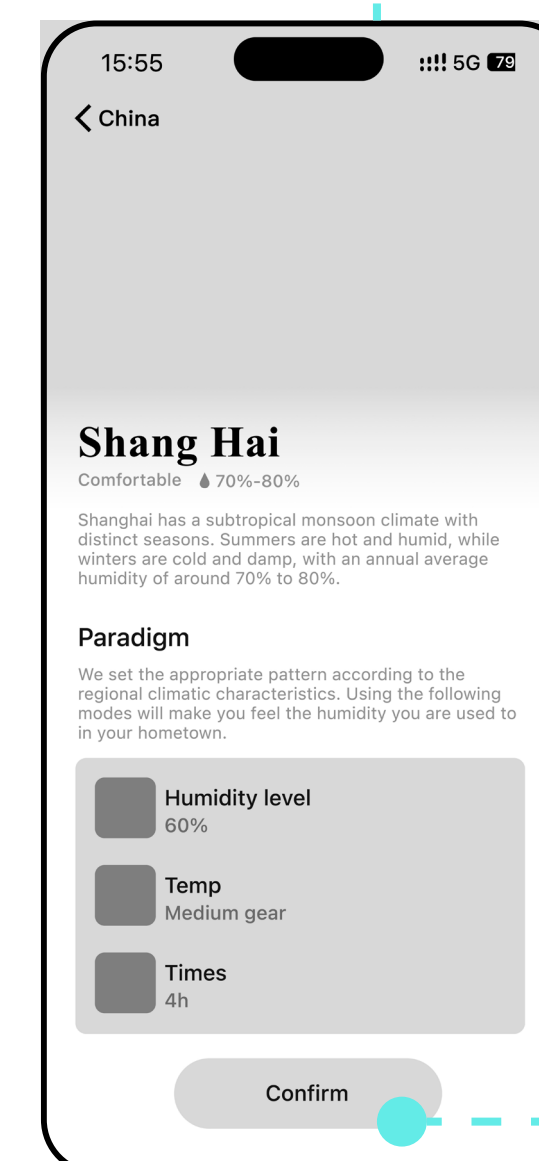 15:55
5G 79
China
Shang Hai
Comfortable 70%-80%
Shanghai has a subtropical monsoon climate with
distinct seasons. Summers are hot and humid, while
winters are cold and damp, with an annual average
humidity of around 70% to 80%.
Paradigm
We set the appropriate pattern according to the
regional climatic characteristics. Using the following
modes will make you feel the humidity you are used to
in your hometown.
Humidity level
60%
Temp
Medium gear
Times
4h
Confirm